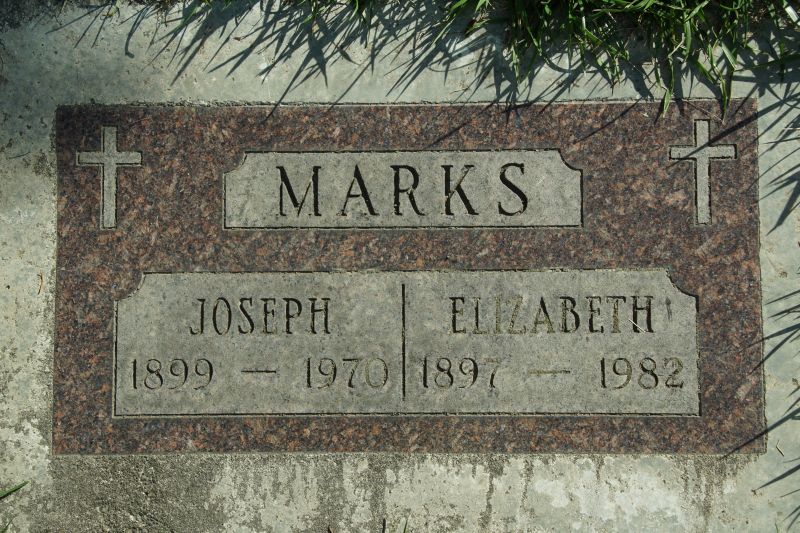 MARKS
JOSEPH
1899 — 1970
ELIZABETH
1897 — 1982